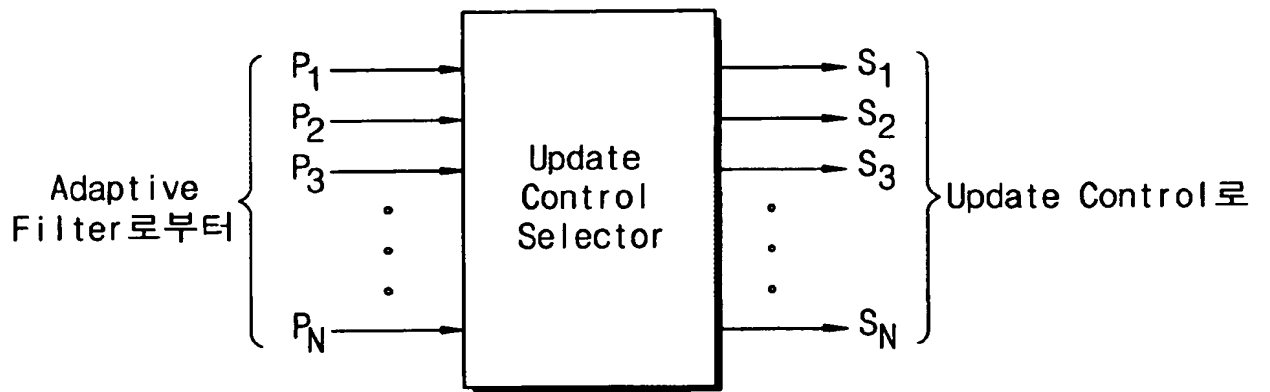 Adaptive
Filter로부터
P1
P2
P3
PN
Update
Control
Selector
S1
S2
S3
SN
Update Control로